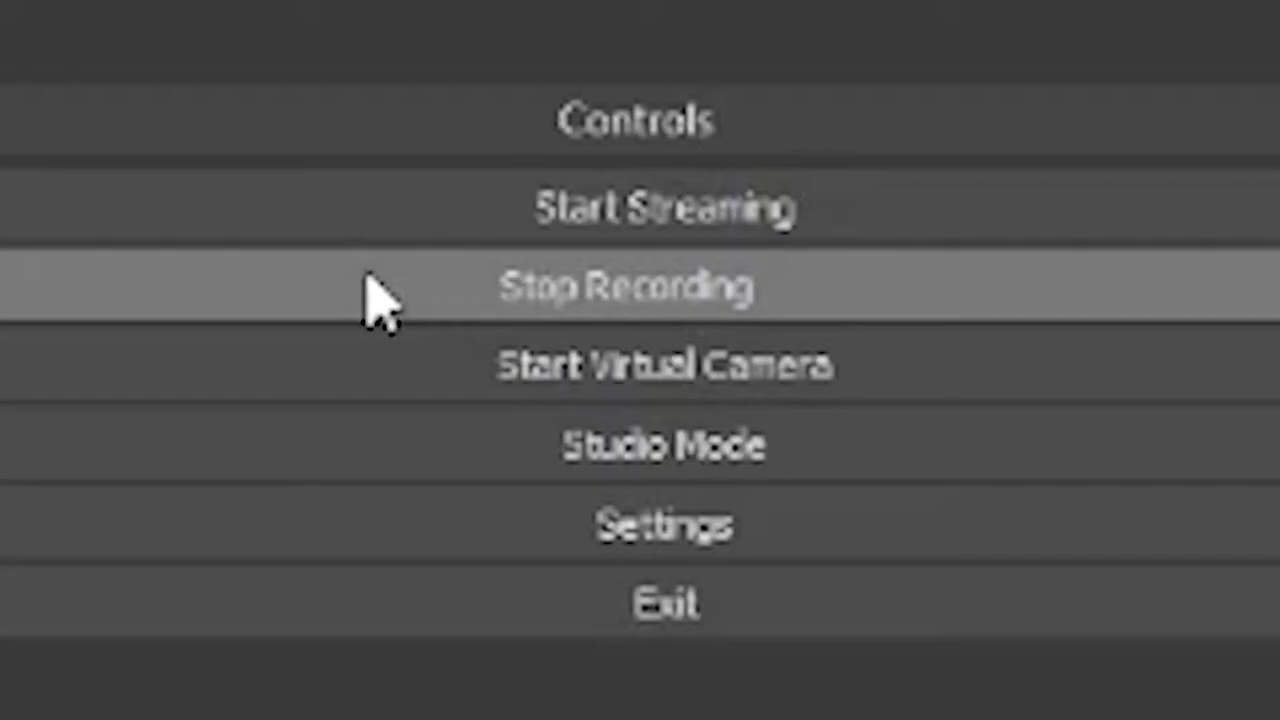 Controls
Start Streaming
Stop Recording
Start Virtual Camera
Studio Mode
Settings
Exit